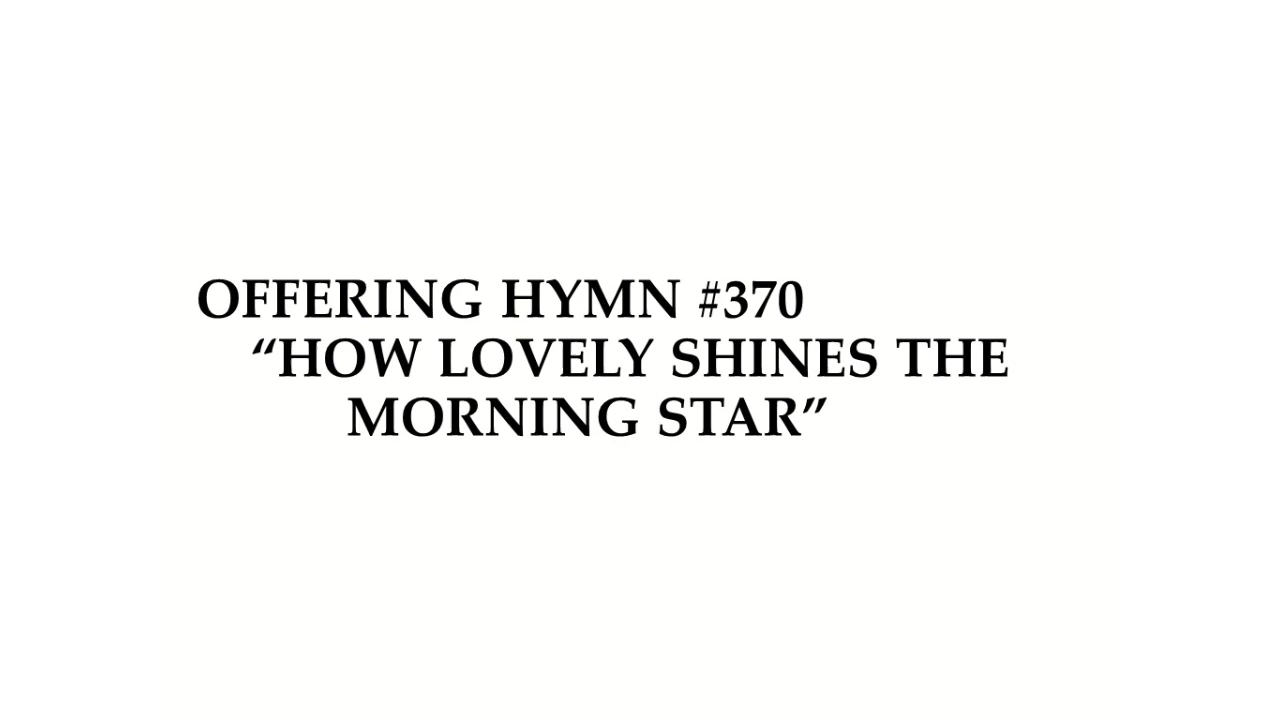 OFFERING HYMN #370
“HOW LOVELY SHINES THE
MORNING STAR”